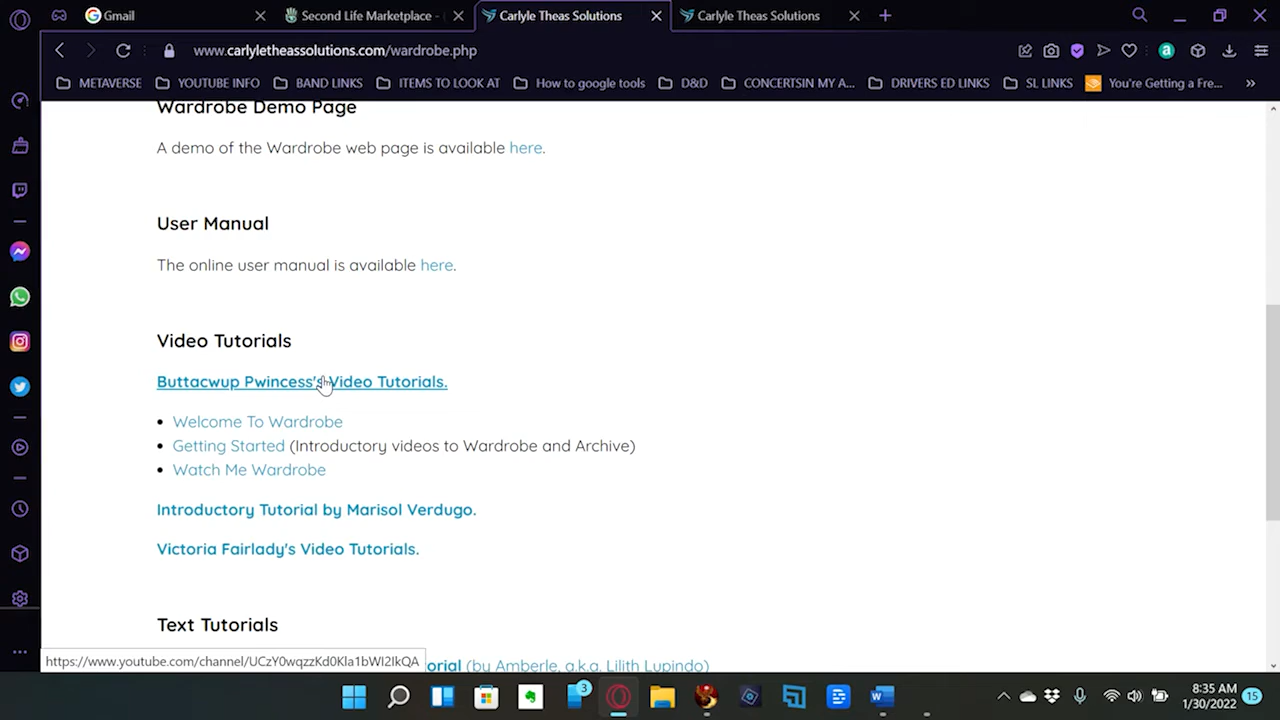 Gmail
Second Life Marketplace -
Carlyle Theas Solutions
Carlyle Theas Solutions
www.carlyletheassolutions.com/wardrobe.php
METAVERSE
YOUTUBE INFO
BAND LINKS
ITEMS TO LOOK AT
How to google tools
D&D
CONCERTSIN MY A...
DRIVERS ED LINKS
SL LINKS
You're Getting a Fre...
Wardrobe Demo Page
A demo of the Wardrobe web page is available here.
User Manual
The online user manual is available here.
Video Tutorials
Buttacwup Pwincess's Video Tutorials.
Welcome To Wardrobe
Getting Started (Introductory videos to Wardrobe and Archive)
Watch Me Wardrobe
Introductory Tutorial by Marisol Verdugo.
Victoria Fairlady's Video Tutorials.
Text Tutorials
https://www.youtube.com/channel/UCzY0wqzzKd0Kla1bWI2IkQA
orial (by Amberle, a.k.a. Lilith Lupindo)
3
8:35 AM
1/30/2022
15